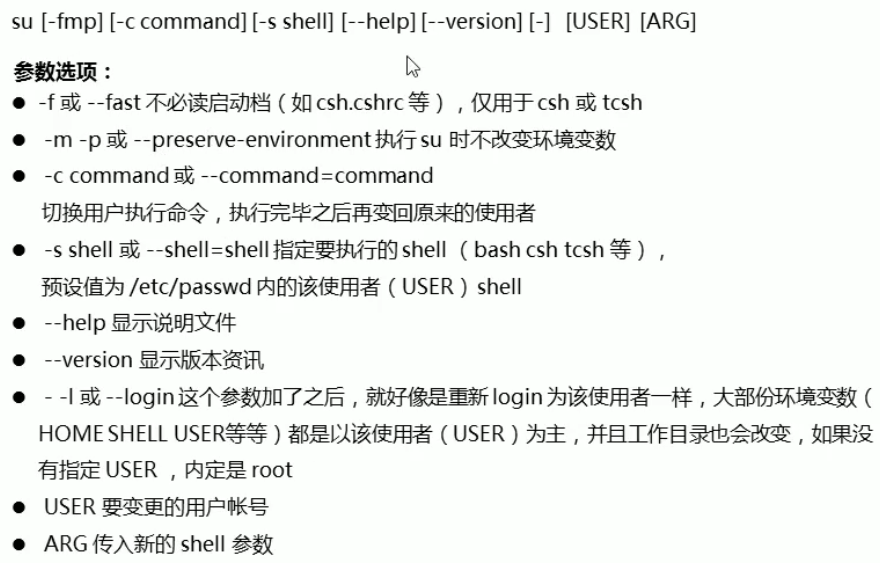 su [-fmp] [-c command] [-s shell] [--help] [--version] [-] [USER] [ARG]
参数选项：
● -f 或 --fast 不必读启动档（如 csh.cshrc 等），仅用于 csh 或 tcsh
● -m -p 或 --preserve-environment 执行 su 时不改变环境变数
● -c command 或 --command=command
切换用户执行命令，执行完毕之后再变回原来的使用者
● -s shell 或 --shell=shell 指定要执行的 shell （bash csh tcsh 等），
预设值为 /etc/passwd 内的该使用者（USER）shell
● --help 显示说明文件
● --version 显示版本资讯
● - -l 或 --login 这个参数加了之后，就好像是重新 login 为该使用者一样，大部份环境变数（
HOME SHELL USER等等）都是以该使用者（USER）为主，并且工作目录也会改变，如果没
有指定 USER ，内定是 root
● USER 要变更的用户帐号
● ARG 传入新的 shell 参数